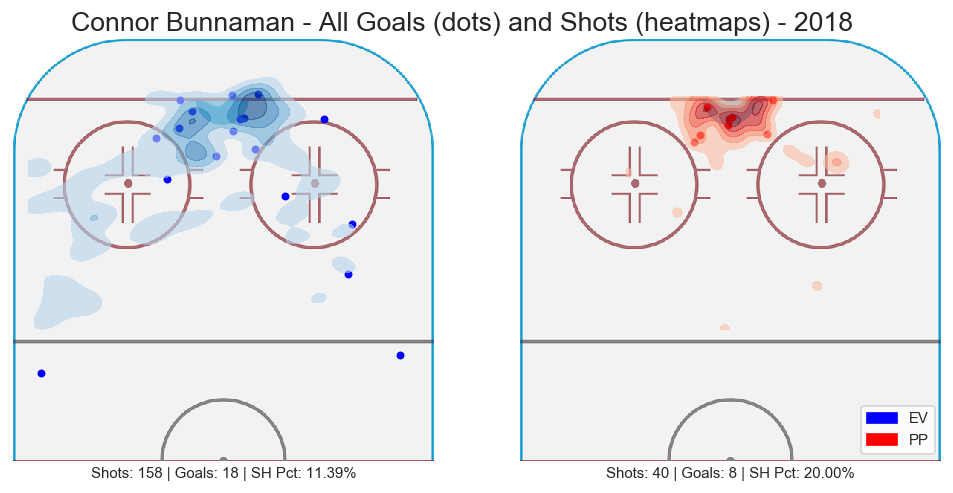 Connor Bunnaman - All Goals (dots) and Shots (heatmaps) - 2018
EV
PP
Shots: 158 | Goals: 18 | SH Pct: 11.39%
Shots: 40 | Goals: 8 | SH Pct: 20.00%